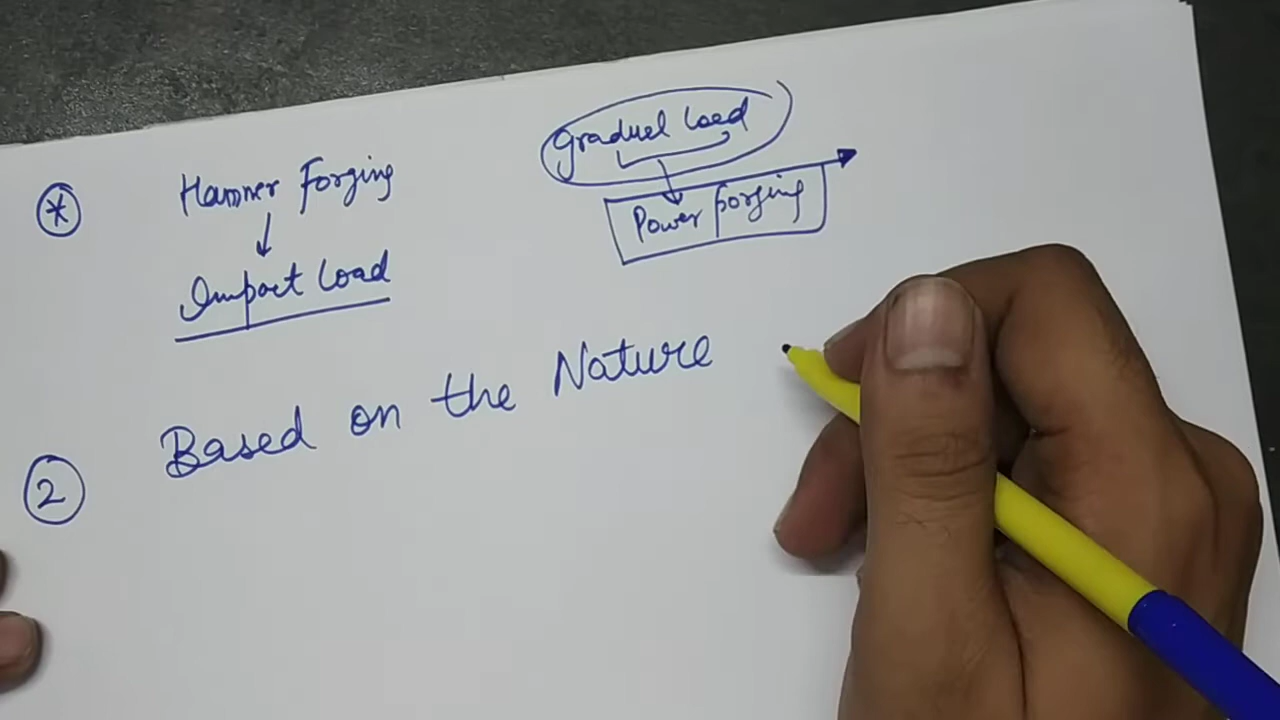 * Hammer Forging
Impact Load
Gradual Load
Power forging
2 Based on the Nature